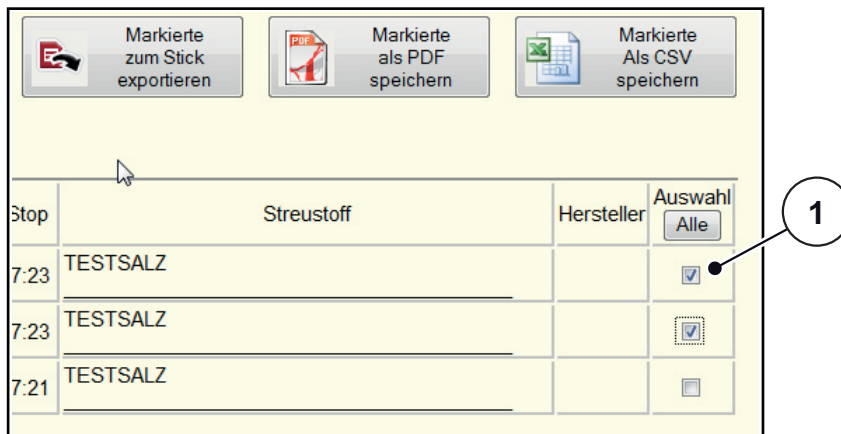 Markierte
zum Stick
exportieren
PDF
Markierte
als PDF
speichern
Markierte
Als CSV
speichern
Stop
Streustoff
Hersteller
Auswahl
Alle
7:23 TESTSALZ
7:23 TESTSALZ
7:21 TESTSALZ
1